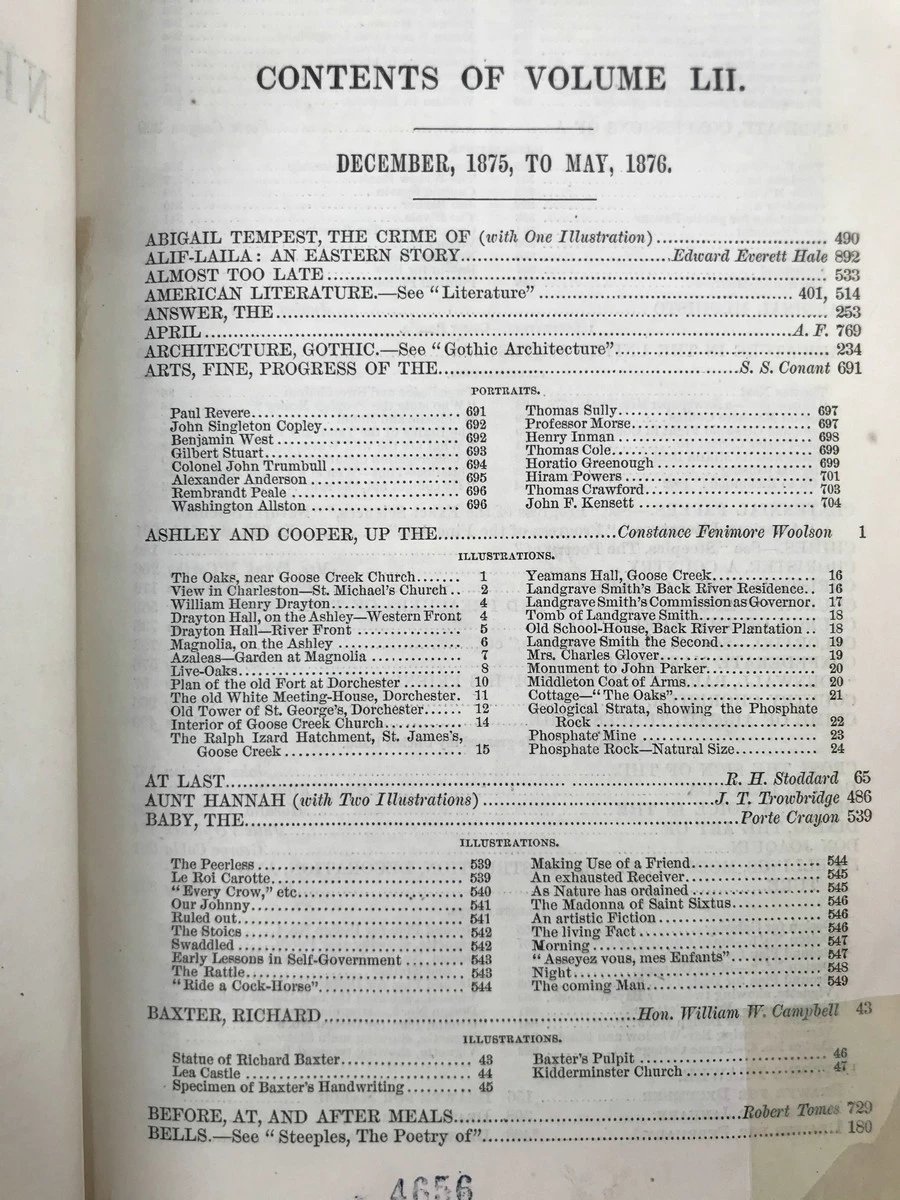 CONTENTS OF VOLUME LII.
DECEMBER, 1875, TO MAY, 1876.
ABIGAIL TEMPEST, THE CRIME OF (with One Illustration) 490
ALIF-LAILA: AN EASTERN STORY Edward Everett Hale 892
ALMOST TOO LATE 533
AMERICAN LITERATURE.—See "Literature" 401, 514
ANSWER, THE 253
APRIL A. F. 769
ARCHITECTURE, GOTHIC.—See "Gothic Architecture" 234
ARTS, FINE, PROGRESS OF THE S. S. Conant 691
PORTRAITS.
Paul Revere 691
John Singleton Copley 692
Benjamin West 692
Gilbert Stuart 693
Colonel John Trumbull 694
Alexander Anderson 695
Rembrandt Peale 696
Washington Allston 696
Thomas Sully 697
Professor Morse 697
Henry Inman 698
Thomas Cole 699
Horatio Greenough 699
Hiram Powers 701
Thomas Crawford 703
John F. Kensett 704
ASHLEY AND COOPER, UP THE Constance Fenimore Woolson 1
ILLUSTRATIONS.
The Oaks, near Goose Creek Church 1
View in Charleston—St. Michael's Church 2
William Henry Drayton 4
Drayton Hall, on the Ashley—Western Front 4
Drayton Hall—River Front 5
Magnolia, on the Ashley 6
Azaleas—Garden at Magnolia 7
Live-Oaks 8
Plan of the old Fort at Dorchester 10
The old White Meeting-House, Dorchester. 11
Old Tower of St. George's, Dorchester 12
Interior of Goose Creek Church 14
The Ralph Izard Hatchment, St. James's,
Goose Creek 15
Yeamans Hall, Goose Creek 16
Landgrave Smith's Back River Residence 16
Landgrave Smith's Commission as Governor. 17
Tomb of Landgrave Smith 18
Old School-House, Back River Plantation 18
Landgrave Smith the Second 19
Mrs. Charles Glover 19
Monument to John Parker 20
Middleton Coat of Arms 20
Cottage—"The Oaks" 21
Geological Strata, showing the Phosphate
Rock 22
Phosphate Mine 23
Phosphate Rock—Natural Size 24
AT LAST R. H. Stoddard 65
AUNT HANNAH (with Two Illustrations) J. T. Trowbridge 486
BABY, THE Porte Crayon 539
ILLUSTRATIONS.
The Peerless 539
Le Roi Carotte 539
"Every Crow," etc. 540
Our Johnny 541
Ruled out 541
The Stoics 542
Swaddled 542
Early Lessons in Self-Government 543
The Rattle 543
"Ride a Cock-Horse" 544
Making Use of a Friend 544
An exhausted Receiver 545
As Nature has ordained 545
The Madonna of Saint Sixtus 546
An artistic Fiction 546
The living Fact 546
Morning 547
"Asseyez vous, mes Enfants" 547
Night 548
The coming Man 549
BAXTER, RICHARD Hon. William W. Campbell 43
ILLUSTRATIONS.
Statue of Richard Baxter 43
Lea Castle 44
Specimen of Baxter's Handwriting 45
Baxter's Pulpit 46
Kidderminster Church 47
BEFORE, AT, AND AFTER MEALS Robert Tomes 729
BELLS.—See "Steeples, The Poetry of" 180
4656